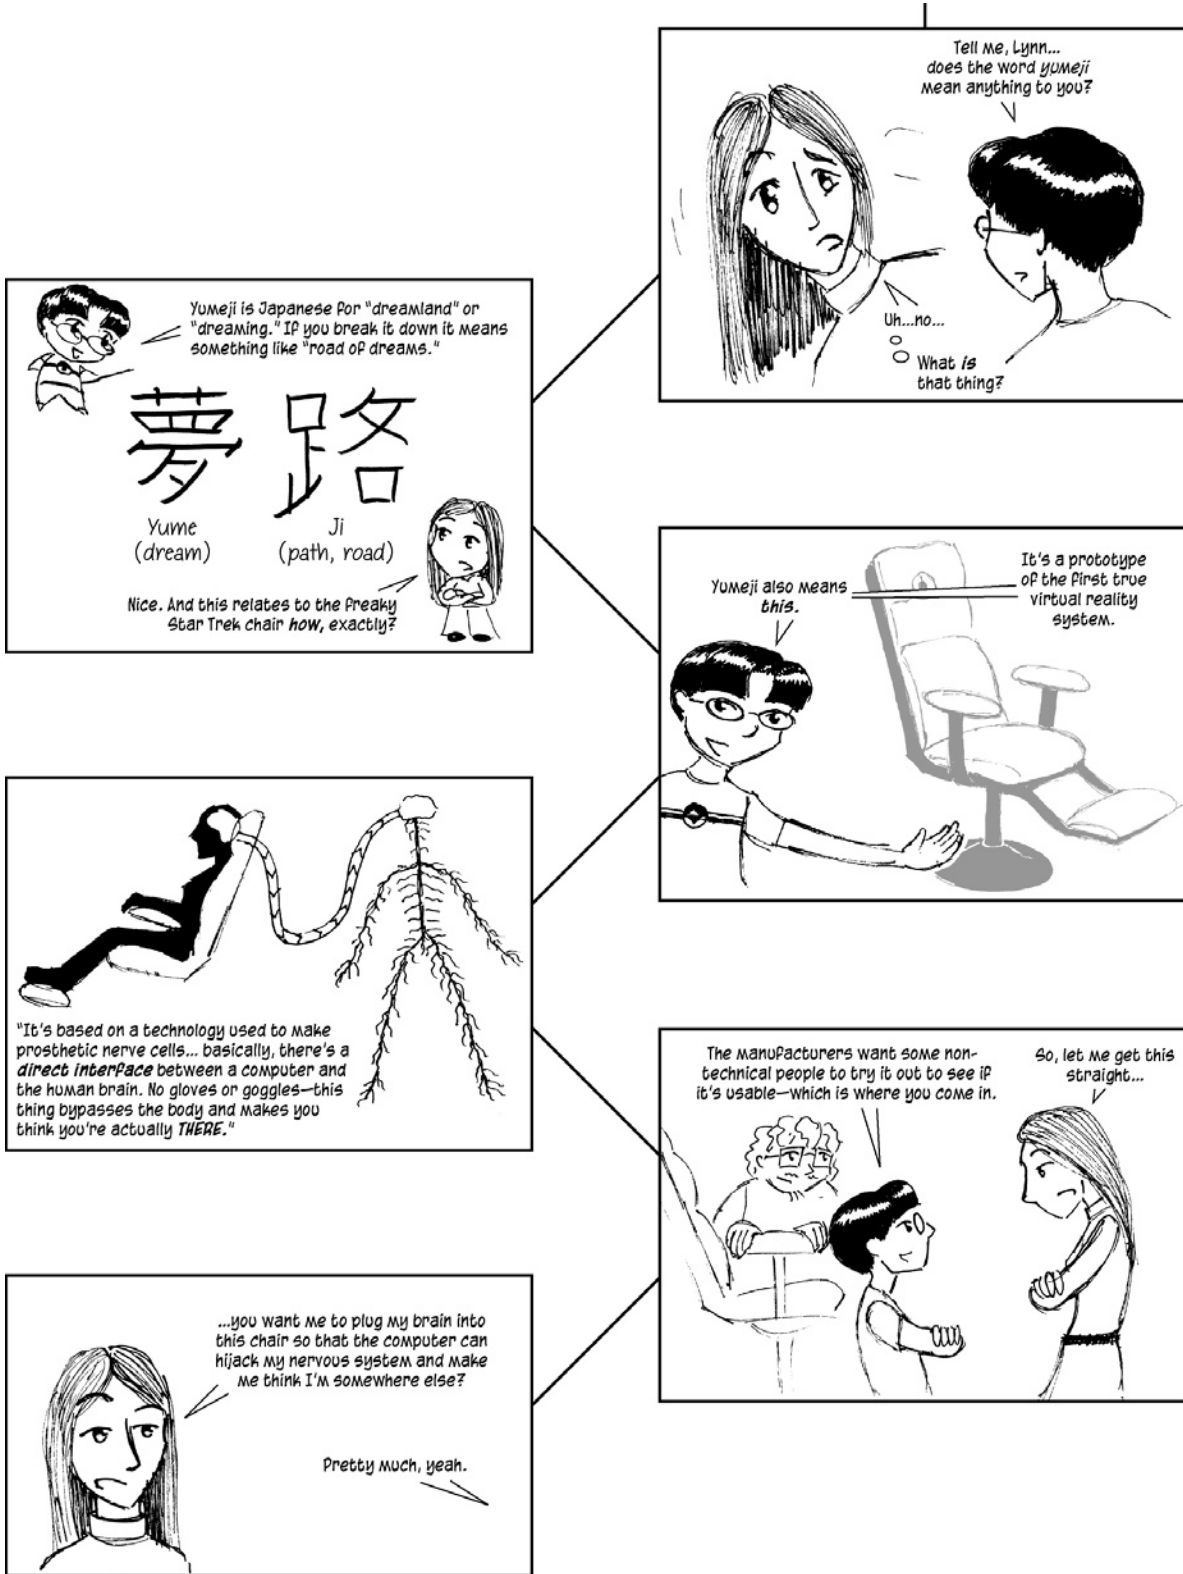 Tell me, Lynn...
does the word yumeji
mean anything to you?
Uh...no...
What is
that thing?
Yumeji is Japanese for "dreamland" or
"dreaming." If you break it down it means
something like "road of dreams."
夢 路
Yume
(dream)
Ji
(path, road)
Nice. And this relates to the freaky
Star Trek chair how, exactly?
Yumeji also means
this.
It's a prototype
of the first true
virtual reality
system.
"It's based on a technology used to make
prosthetic nerve cells... basically, there's a
direct interface between a computer and
the human brain. No gloves or goggles—this
thing bypasses the body and makes you
think you're actually THERE."
The manufacturers want some non-
technical people to try it out to see if
it's usable—which is where you come in.
So, let me get this
straight...
...you want me to plug my brain into
this chair so that the computer can
hijack my nervous system and make
me think I'm somewhere else?
Pretty much, yeah.